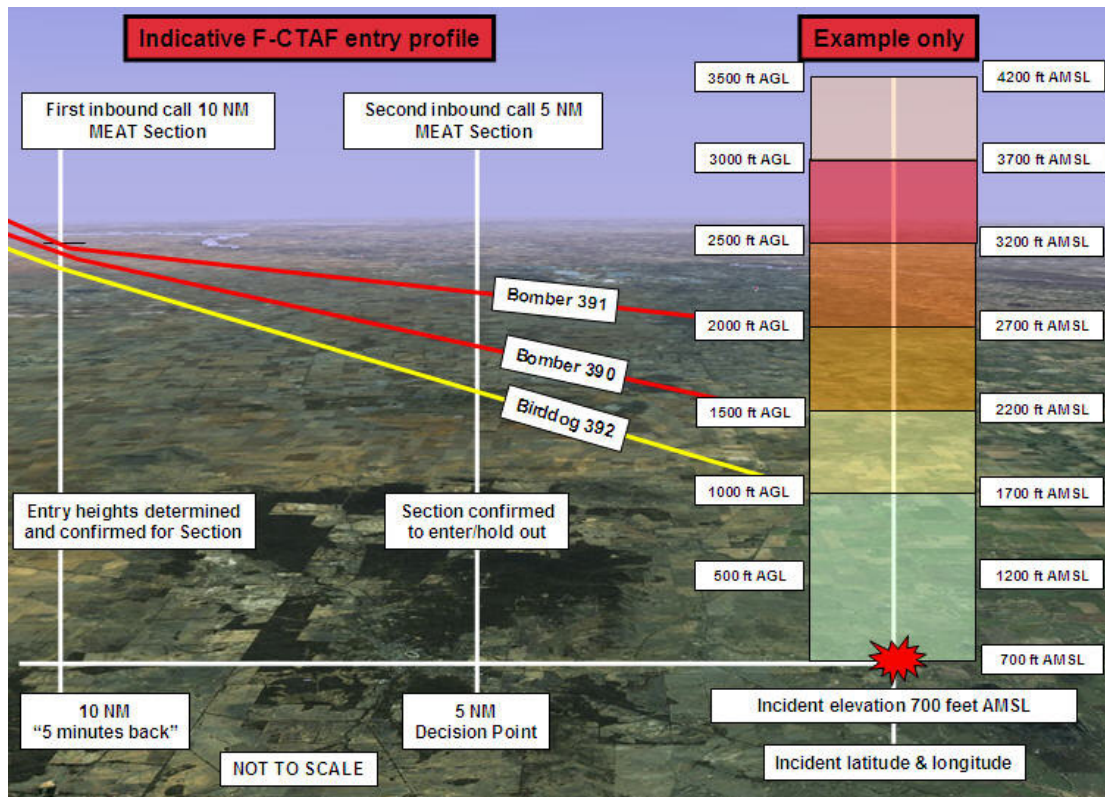 Indicative F-CTAF entry profile
Example only
First inbound call 10 NM
MEAT Section
Second inbound call 5 NM
MEAT Section
3500 ft AGL
4200 ft AMSL
3000 ft AGL
3700 ft AMSL
2500 ft AGL
3200 ft AMSL
Bomber 391
2000 ft AGL
2700 ft AMSL
Bomber 390
1500 ft AGL
2200 ft AMSL
Birddog 392
1000 ft AGL
1700 ft AMSL
Entry heights determined
and confirmed for Section
Section confirmed
to enter/hold out
500 ft AGL
1200 ft AMSL
700 ft AMSL
10 NM
“5 minutes back”
5 NM
Decision Point
Incident elevation 700 feet AMSL
NOT TO SCALE
Incident latitude & longitude